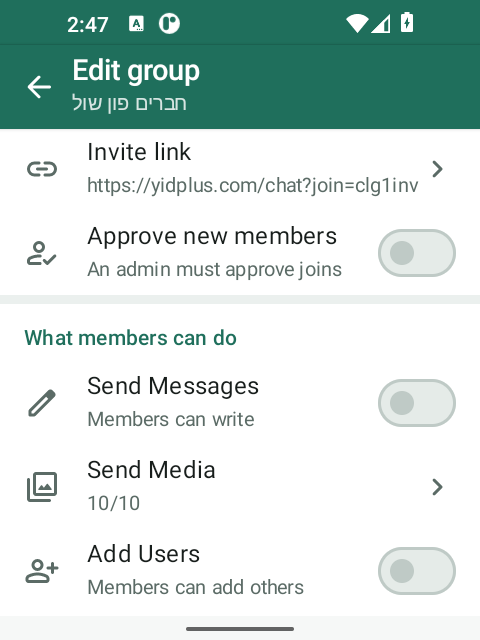 2:47
Edit group
חברים פון שול
Invite link
https://yidplus.com/chat?join=clg1inv
Approve new members
An admin must approve joins
What members can do
Send Messages
Members can write
Send Media
10/10
Add Users
Members can add others